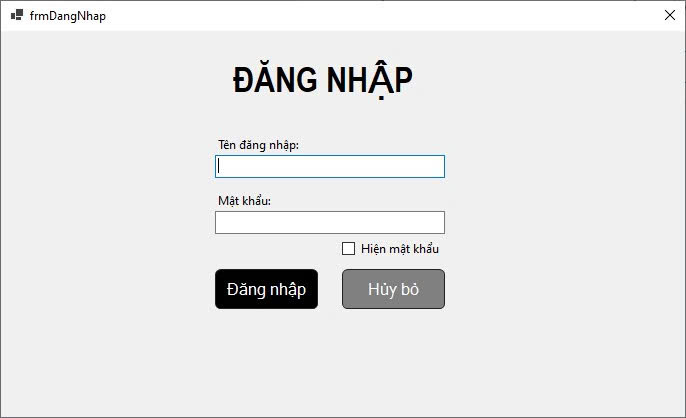 frmDangNhap
ĐĂNG NHẬP
Tên đăng nhập:
Mật khẩu:
Hiện mật khẩu
Đăng nhập
Hủy bỏ